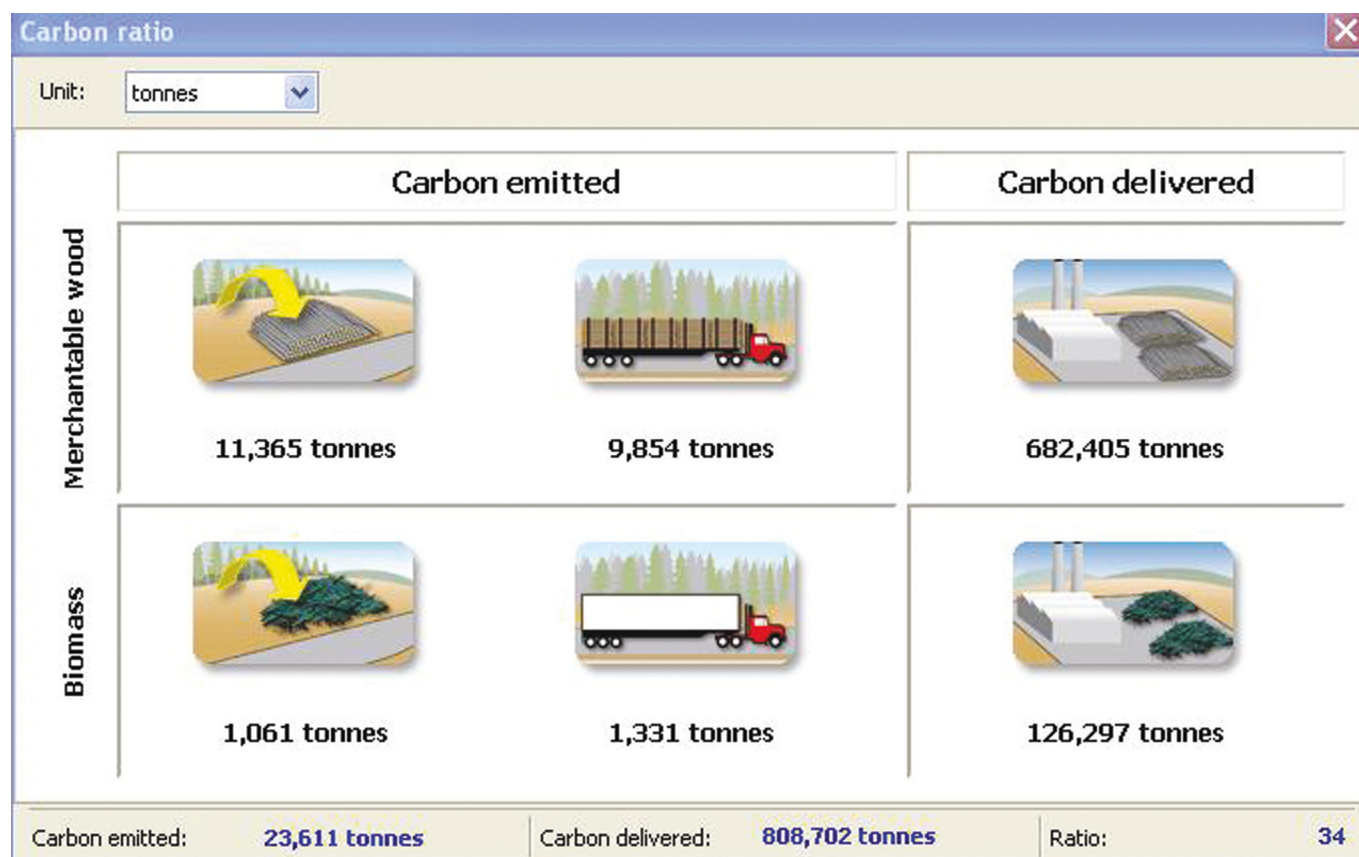 Carbon ratio
Unit: tonnes
Carbon emitted Carbon delivered
Merchantable wood
11,365 tonnes 9,854 tonnes 682,405 tonnes
Biomass
1,061 tonnes 1,331 tonnes 126,297 tonnes
Carbon emitted: 23,611 tonnes Carbon delivered: 808,702 tonnes Ratio: 34